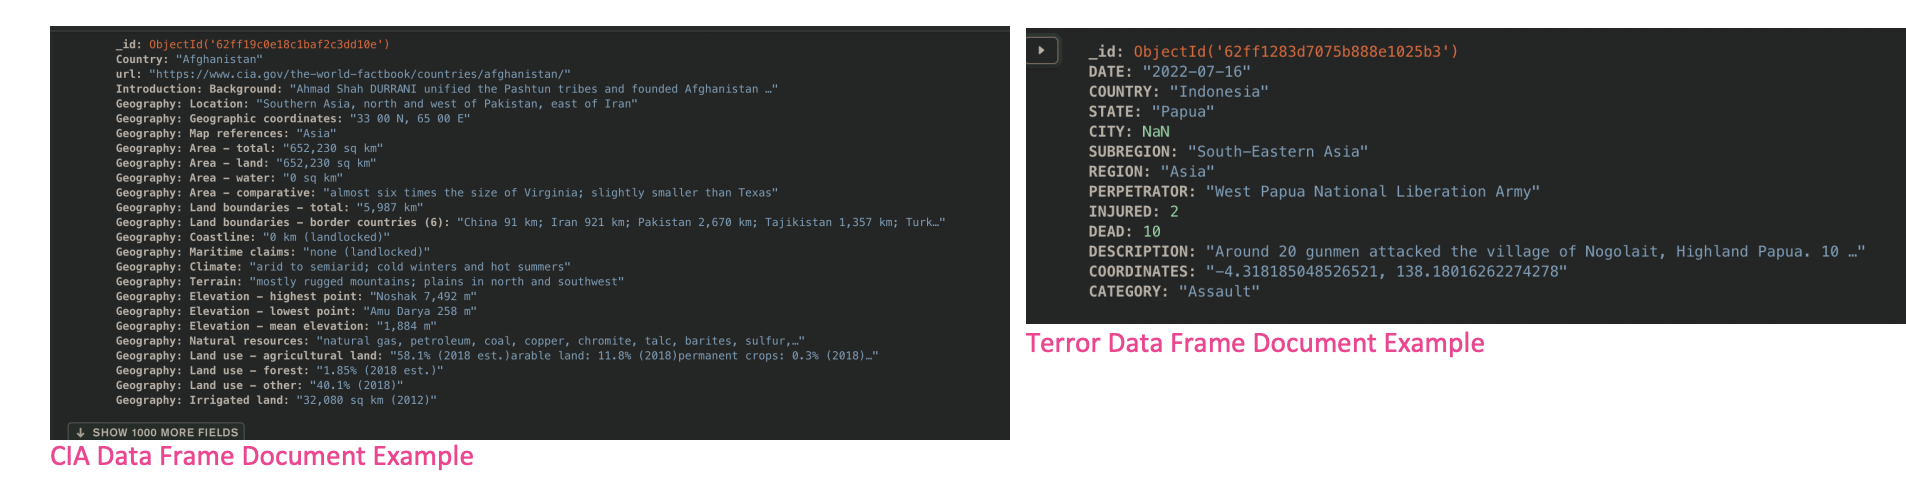 _id: ObjectId('62ff19c0e18c1baf2c3dd10e')
Country: "Afghanistan"
url: "https://www.cia.gov/the-world-factbook/countries/afghanistan/"
Introduction: Background: "Ahmad Shah DURRANI unified the Pashtun tribes and founded Afghanistan …"
Geography: Location: "Southern Asia, north and west of Pakistan, east of Iran"
Geography: Geographic coordinates: "33 00 N, 65 00 E"
Geography: Map references: "Asia"
Geography: Area - total: "652,230 sq km"
Geography: Area - land: "652,230 sq km"
Geography: Area - water: "0 sq km"
Geography: Area - comparative: "almost six times the size of Virginia; slightly smaller than Texas"
Geography: Land boundaries - total: "5,987 km"
Geography: Land boundaries - border countries (6): "China 91 km; Iran 921 km; Pakistan 2,670 km; Tajikistan 1,357 km; Turk…"
Geography: Coastline: "0 km (landlocked)"
Geography: Maritime claims: "none (landlocked)"
Geography: Climate: "arid to semiarid; cold winters and hot summers"
Geography: Terrain: "mostly rugged mountains; plains in north and southwest"
Geography: Elevation - highest point: "Noshak 7,492 m"
Geography: Elevation - lowest point: "Amu Darya 258 m"
Geography: Elevation - mean elevation: "1,884 m"
Geography: Natural resources: "natural gas, petroleum, coal, copper, chromite, talc, barites, sulfur,…"
Geography: Land use - agricultural land: "58.1% (2018 est.)arable land: 11.8% (2018)permanent crops: 0.3% (2018)…"
Geography: Land use - forest: "1.85% (2018 est.)"
Geography: Land use - other: "40.1% (2018)"
Geography: Irrigated land: "32,080 sq km (2012)"
SHOW 1000 MORE FIELDS
CIA Data Frame Document Example
_id: ObjectId('62ff1283d7075b888e1025b3')
DATE: "2022-07-16"
COUNTRY: "Indonesia"
STATE: "Papua"
CITY: NaN
SUBREGION: "South-Eastern Asia"
REGION: "Asia"
PERPETRATOR: "West Papua National Liberation Army"
INJURED: 2
DEAD: 10
DESCRIPTION: "Around 20 gunmen attacked the village of Nogolait, Highland Papua. 10 …"
COORDINATES: "-4.318185048526521, 138.18016262274278"
CATEGORY: "Assault"
Terror Data Frame Document Example